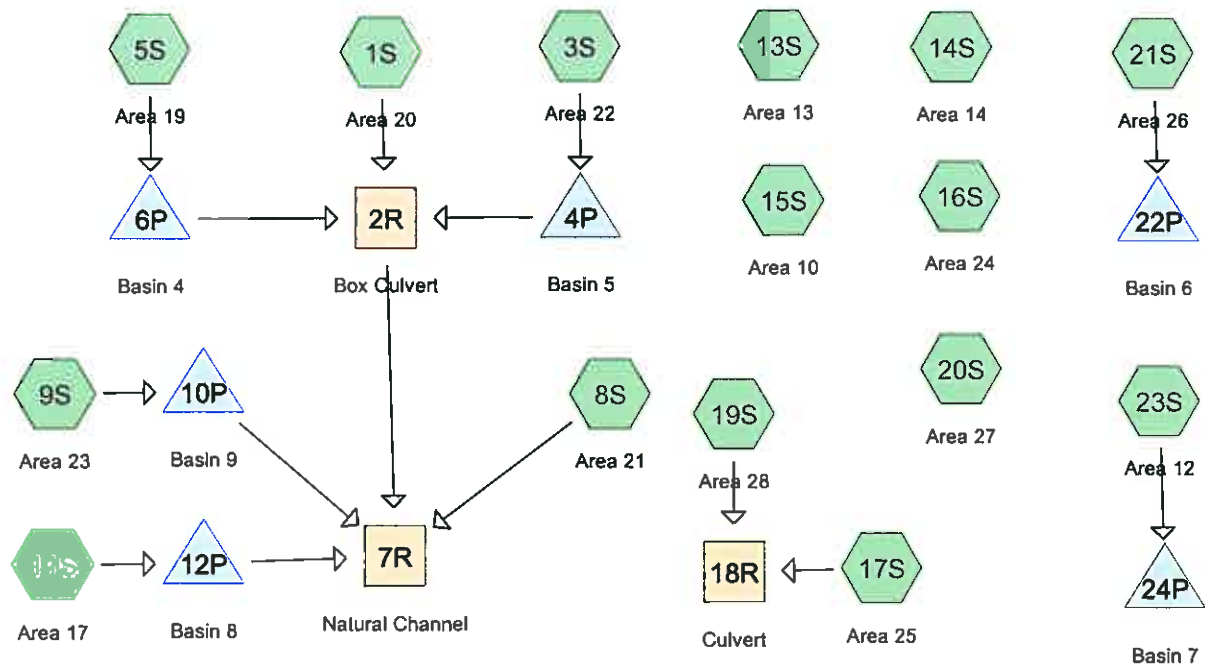 5S
1S
3S
13S
14S
21S
Area 19
Area 20
Area 22
Area 13
Area 14
Area 26
6P
2R
4P
15S
16S
22P
Basin 4
Box Culvert
Basin 5
Area 10
Area 24
Basin 6
9S
10P
8S
19S
20S
23S
Area 23
Basin 9
Area 21
Area 28
Area 27
Area 12
12P
7R
18R
17S
24P
Area 17
Basin 8
Natural Channel
Culvert
Area 25
Basin 7